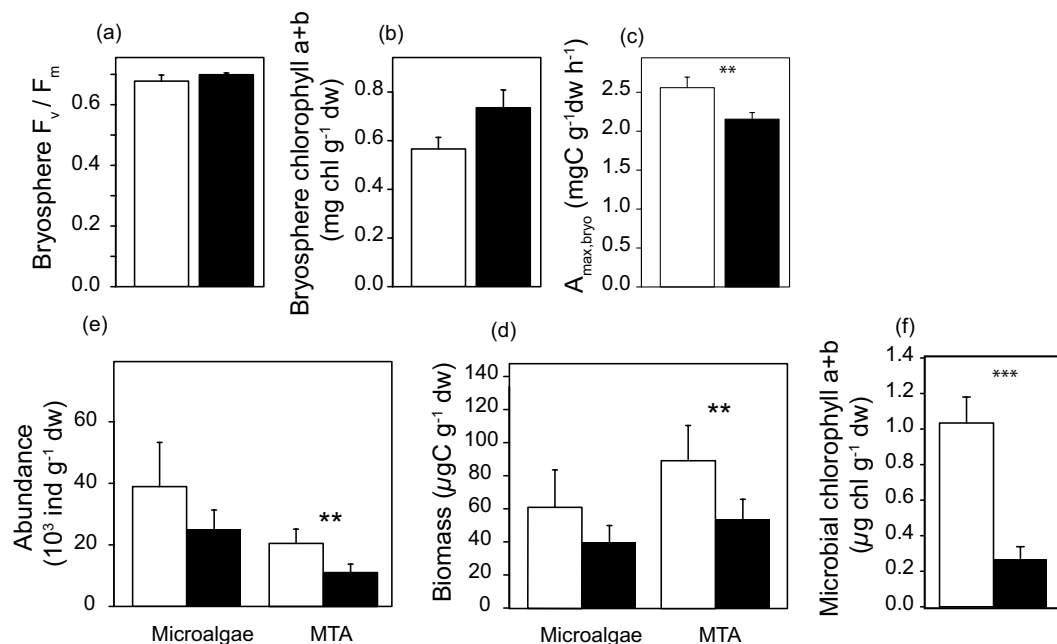 (a)
Bryosphere Fv / Fm
0.6
0.4
0.2
0.0
(b)
Bryosphere chlorophyll a+b
(mg chl g-1 dw)
0.8
0.6
0.4
0.2
0.0
(c)
Amax,bryo (mgC g-1dw h-1)
2.5
2.0
1.5
1.0
0.5
0.0
**
(e)
Abundance
(10³ ind g-1 dw)
60
40
20
0
**
Microalgae MTA
(d)
Biomass (µgC g-1 dw)
140
120
100
80
60
40
20
0
**
Microalgae MTA
(f)
Microbial chlorophyll a+b
(µg chl g-1 dw)
1.4
1.2
1.0
0.8
0.6
0.4
0.2
0.0
***